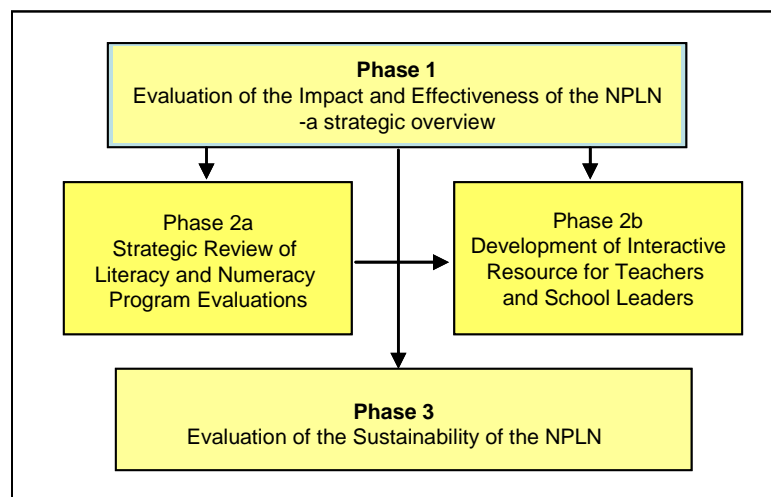 Phase 1
Evaluation of the Impact and Effectiveness of the NPLN
-a strategic overview
Phase 2a
Strategic Review of
Literacy and Numeracy
Program Evaluations
Phase 2b
Development of Interactive
Resource for Teachers
and School Leaders
Phase 3
Evaluation of the Sustainability of the NPLN